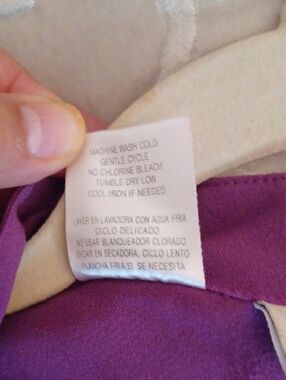 MACHINE WASH COLD
GENTLE CYCLE
NO CHLORINE BLEACH
TUMBLE DRY LOW
COOL IRON IF NEEDED
LAVER EN LAVADORA CON AGUA FRIA
CICLO DELICADO
NO USAR BLANQUEADOR CLORADO
SECAR EN SECADORA, CICLO LENTO
PLANCHA FRIA SI SE NECESITA